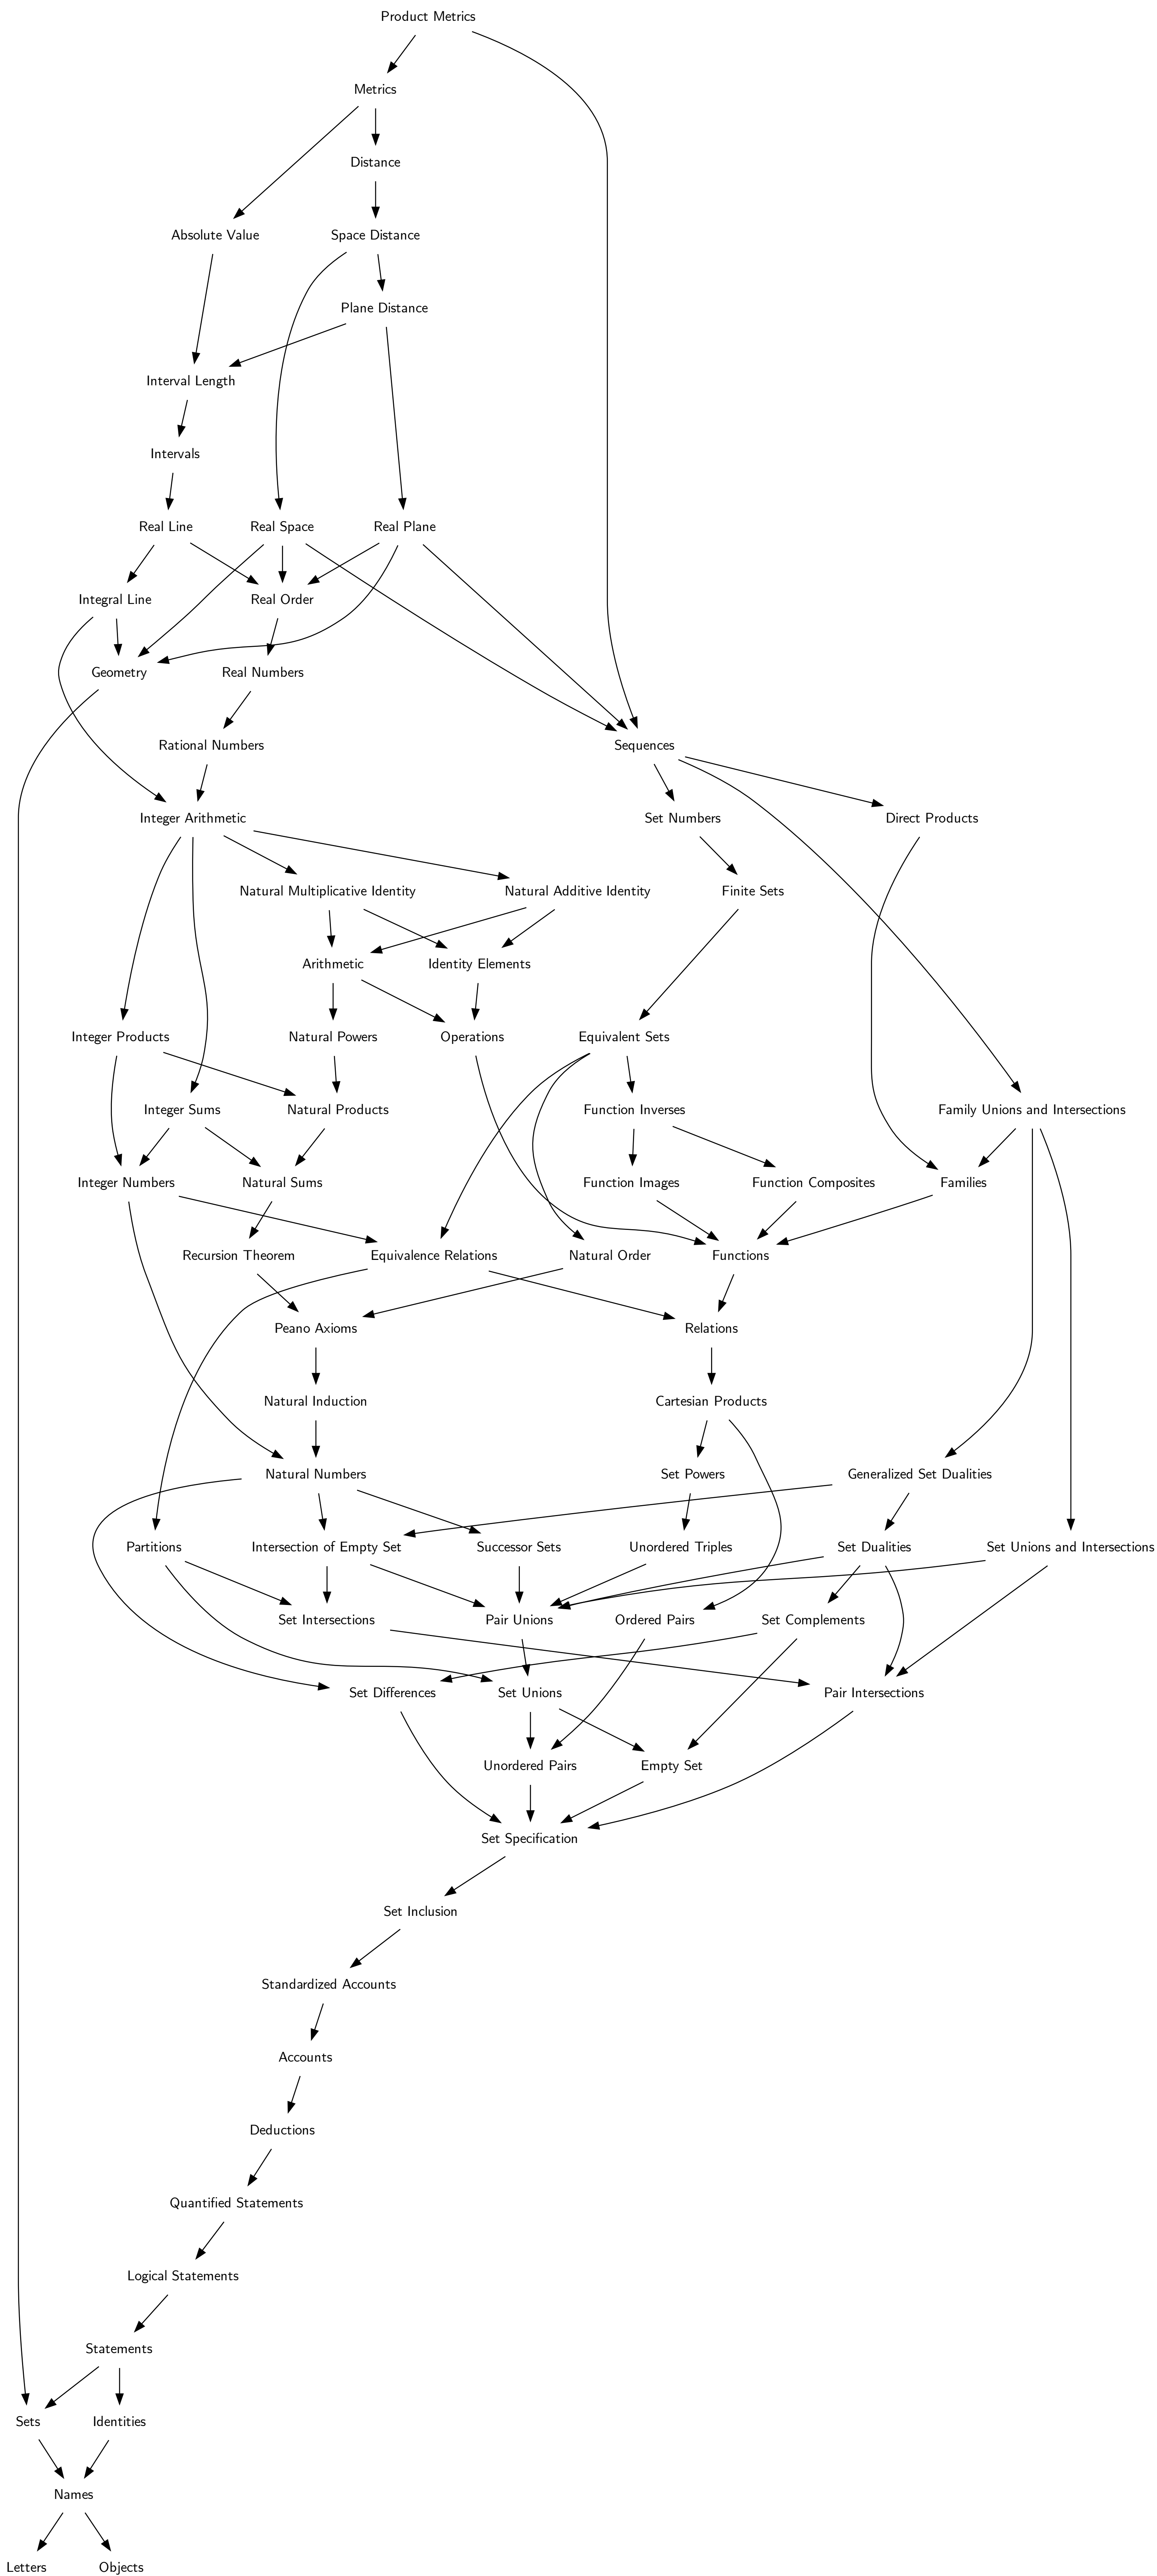 Product Metrics
Metrics
Distance
Absolute Value
Space Distance
Plane Distance
Interval Length
Intervals
Real Line
Real Space
Real Plane
Integral Line
Real Order
Geometry
Real Numbers
Rational Numbers
Sequences
Integer Arithmetic
Set Numbers
Direct Products
Natural Multiplicative Identity
Natural Additive Identity
Finite Sets
Arithmetic
Identity Elements
Integer Products
Natural Powers
Operations
Equivalent Sets
Integer Sums
Natural Products
Function Inverses
Family Unions and Intersections
Integer Numbers
Natural Sums
Function Images
Function Composites
Families
Recursion Theorem
Equivalence Relations
Natural Order
Functions
Peano Axioms
Relations
Natural Induction
Cartesian Products
Natural Numbers
Set Powers
Generalized Set Dualities
Partitions
Intersection of Empty Set
Successor Sets
Unordered Triples
Set Dualities
Set Unions and Intersections
Set Intersections
Pair Unions
Ordered Pairs
Set Complements
Set Differences
Set Unions
Pair Intersections
Unordered Pairs
Empty Set
Set Specification
Set Inclusion
Standardized Accounts
Accounts
Deductions
Quantified Statements
Logical Statements
Statements
Sets
Identities
Names
Letters
Objects